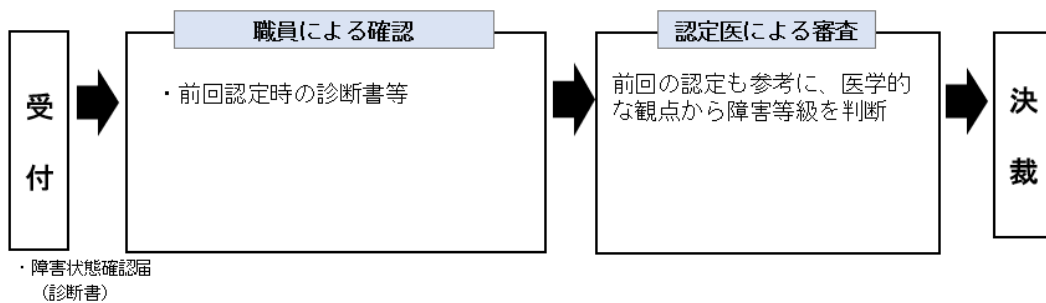 受付
職員による確認
・前回認定時の診断書等
認定医による審査
前回の認定も参考に、医学的
な観点から障害等級を判断
決裁
・障害状態確認届
(診断書)